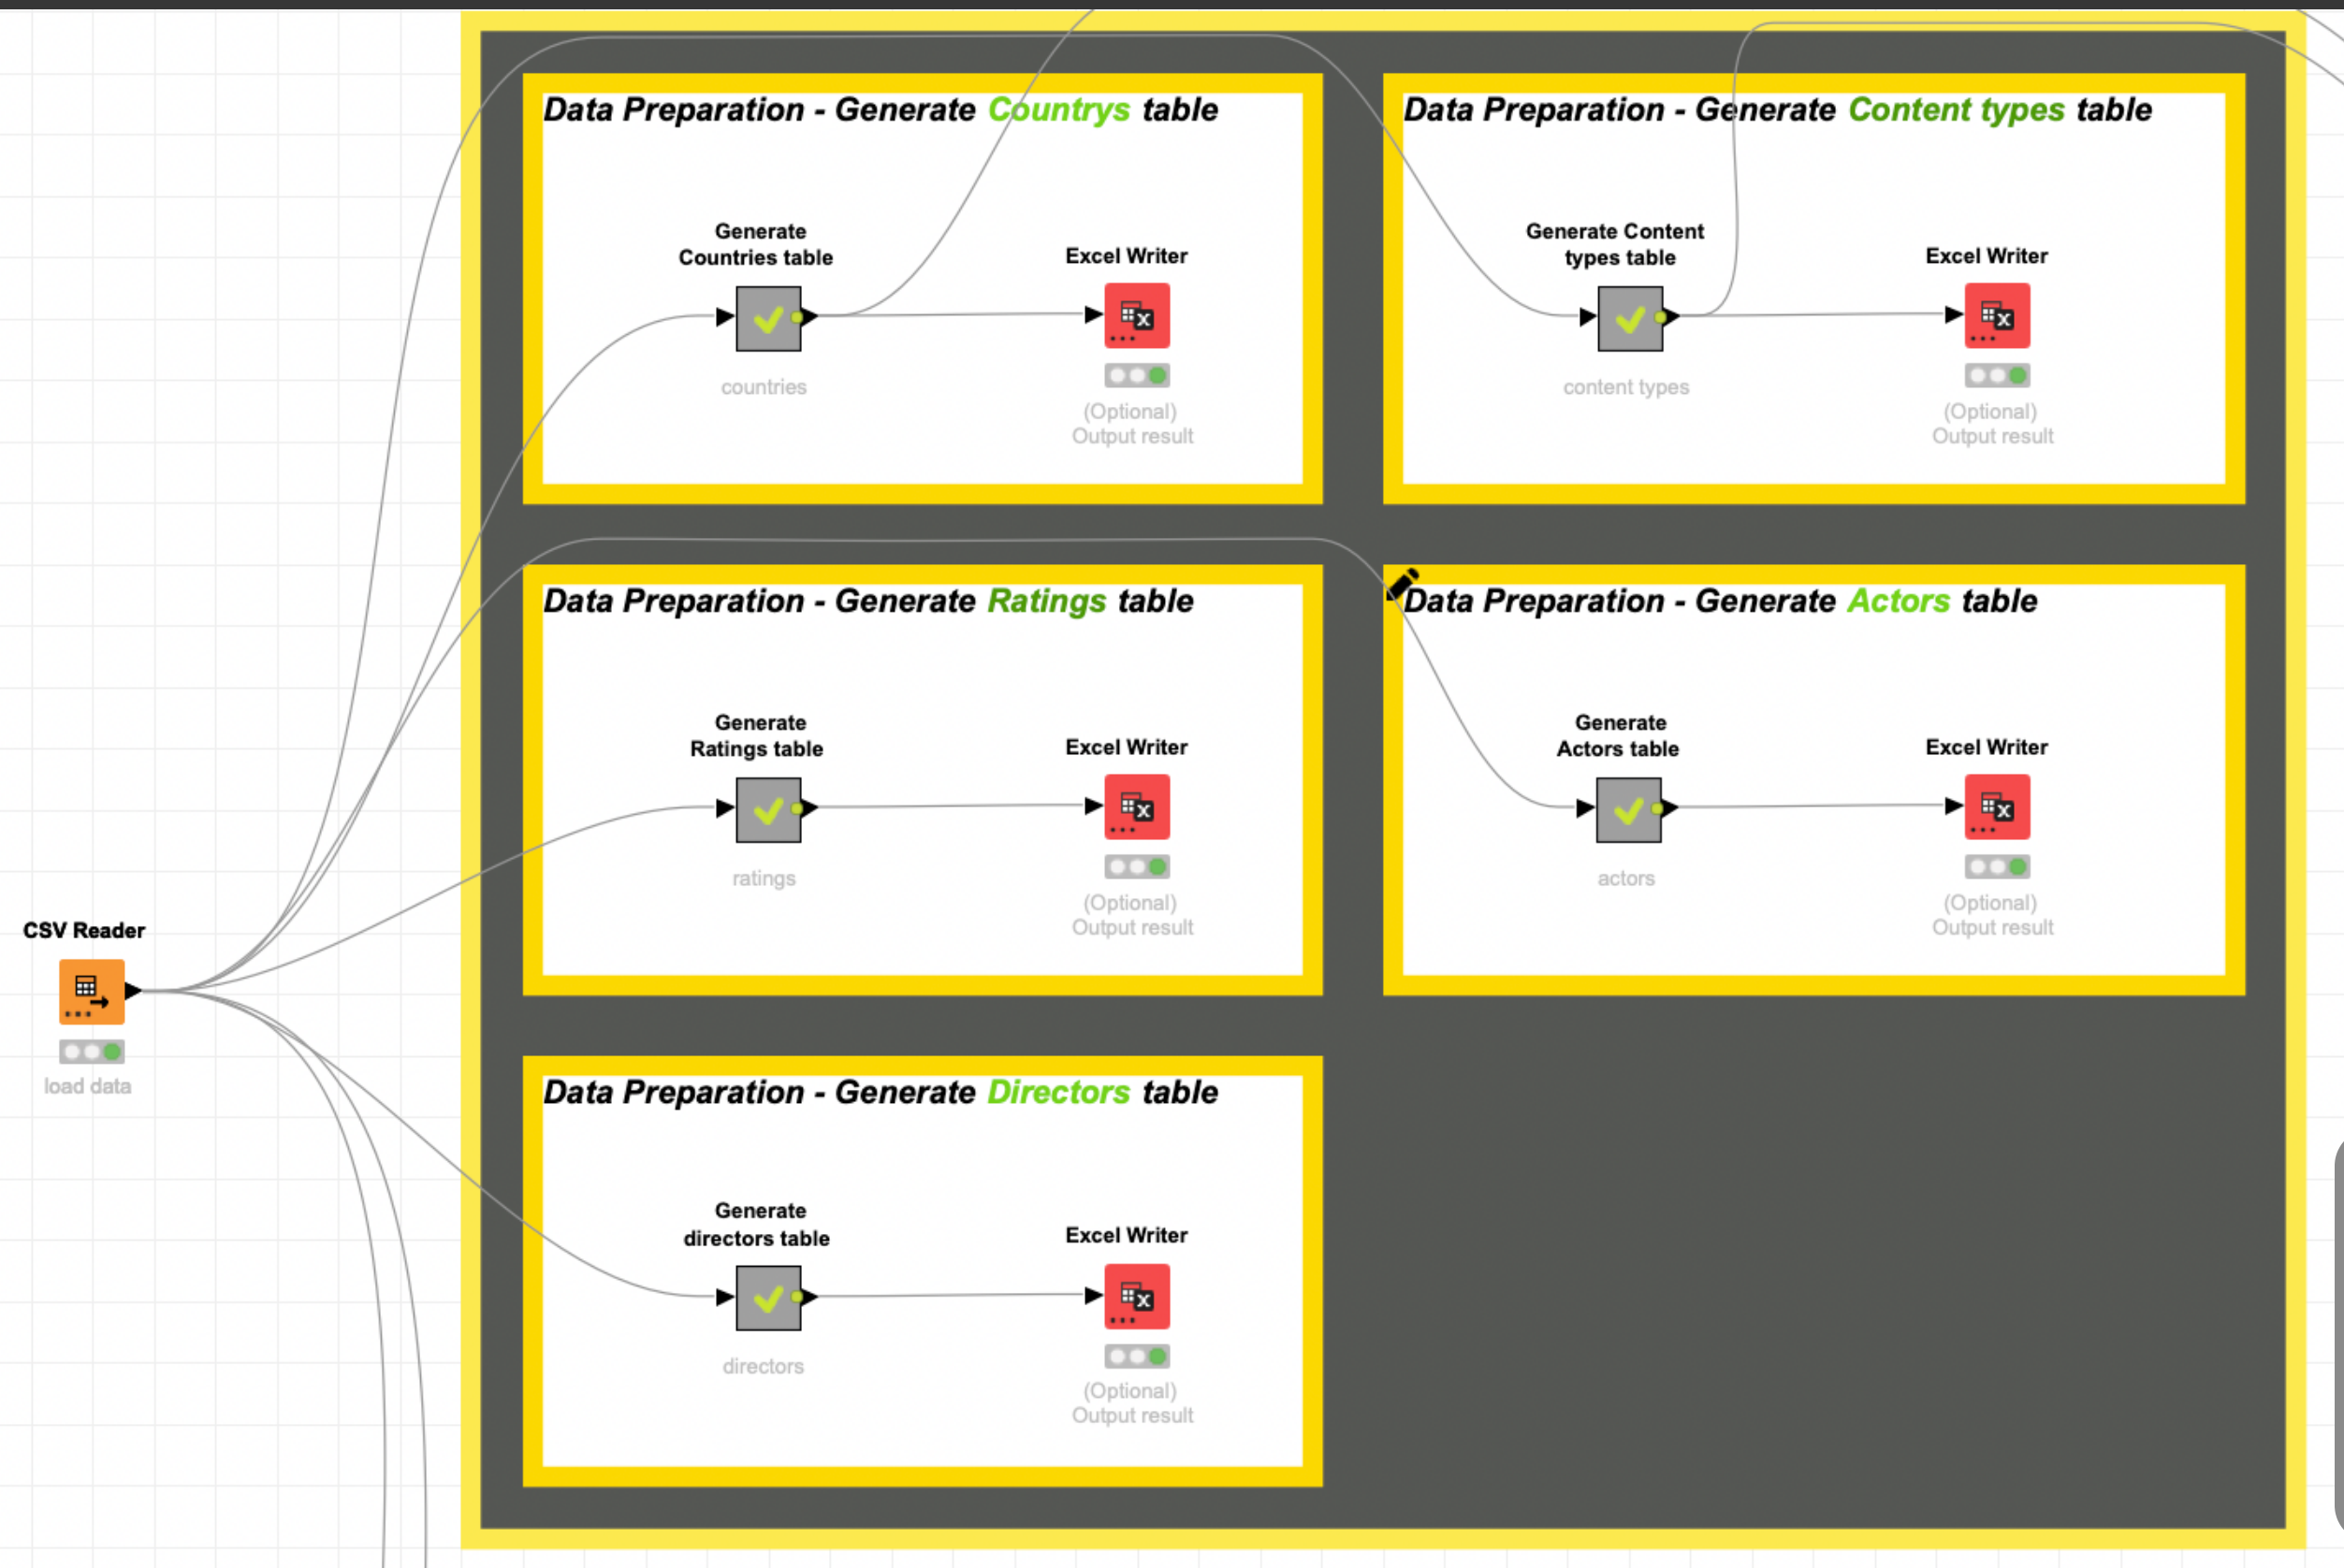 Data Preparation - Generate Countrys table
Generate
Countries table
Excel Writer
countries
(Optional)
Output result
Data Preparation - Generate Content types table
Generate Content
types table
Excel Writer
content types
(Optional)
Output result
Data Preparation - Generate Ratings table
Generate
Ratings table
Excel Writer
ratings
(Optional)
Output result
Data Preparation - Generate Actors table
Generate
Actors table
Excel Writer
actors
(Optional)
Output result
CSV Reader
load data
Data Preparation - Generate Directors table
Generate
directors table
Excel Writer
directors
(Optional)
Output result